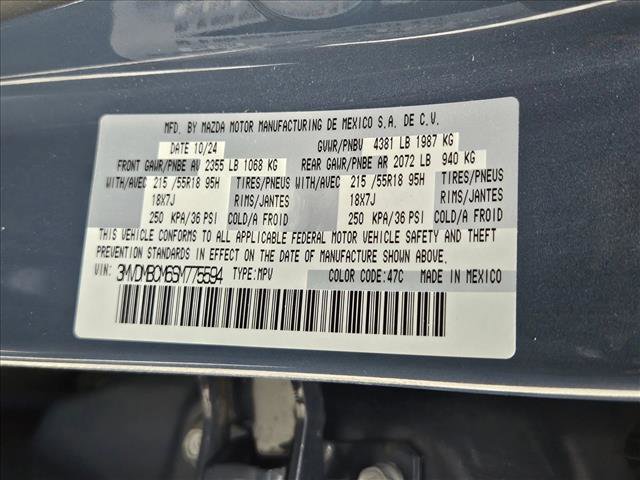 MFD. BY MAZDA MOTOR MANUFACTURING DE MEXICO S.A. DE C.V.
DATE 10/24 GVWR/PNBV 4381 LB 1987 KG
FRONT GAWR/PNBE AV 2355 LB 1068 KG REAR GAWR/PNBE AR 2072 LB 940 KG
WITH/AVEC 215 /55R18 95H TIRES/PNEUS WITH/AVEC 215 /55R18 95H TIRES/PNEUS
18X7J RIMS/JANTES 18X7J RIMS/JANTES
250 KPA/36 PSI COLD/A FROID 250 KPA/36 PSI COLD/A FROID
THIS VEHICLE CONFORMS TO ALL APPLICABLE FEDERAL MOTOR VEHICLE SAFETY AND THEFT
PREVENTION STANDARDS IN EFFECT ON THE DATE OF MANUFACTURE SHOWN ABOVE.
VIN: 3MVDMBCM6SM775594 TYPE:MPV COLOR CODE:47C MADE IN MEXICO